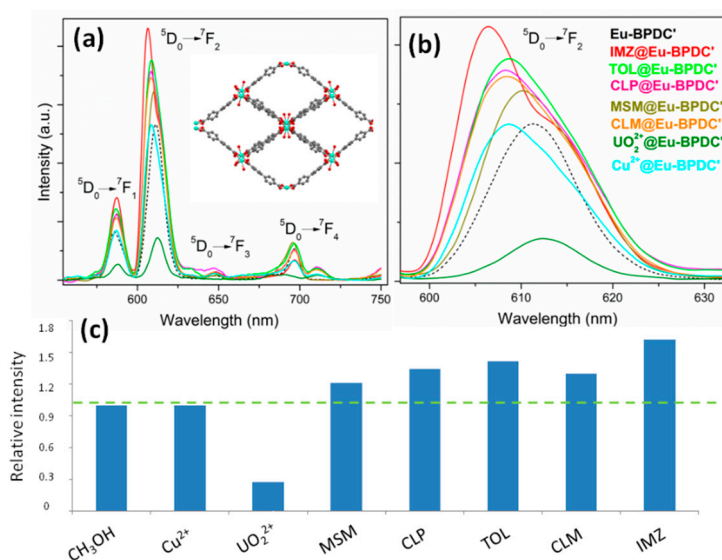 (a)
⁵D₀→⁷F₂
⁵D₀→⁷F₁
⁵D₀→⁷F₃
⁵D₀→⁷F₄
Intensity (a.u.)
600 650 700 750
Wavelength (nm)
(b)
⁵D₀→⁷F₂
Eu-BPDC'
IMZ@Eu-BPDC'
TOL@Eu-BPDC'
CLP@Eu-BPDC'
MSM@Eu-BPDC'
CLM@Eu-BPDC'
UO₂²⁺@Eu-BPDC'
Cu²⁺@Eu-BPDC'
600 610 620 630
Wavelength (nm)
(c)
Relative intensity
1.8
1.5
1.2
0.9
0.6
0.3
0
CH₃OH Cu²⁺ UO₂²⁺ MSM CLP TOL CLM IMZ